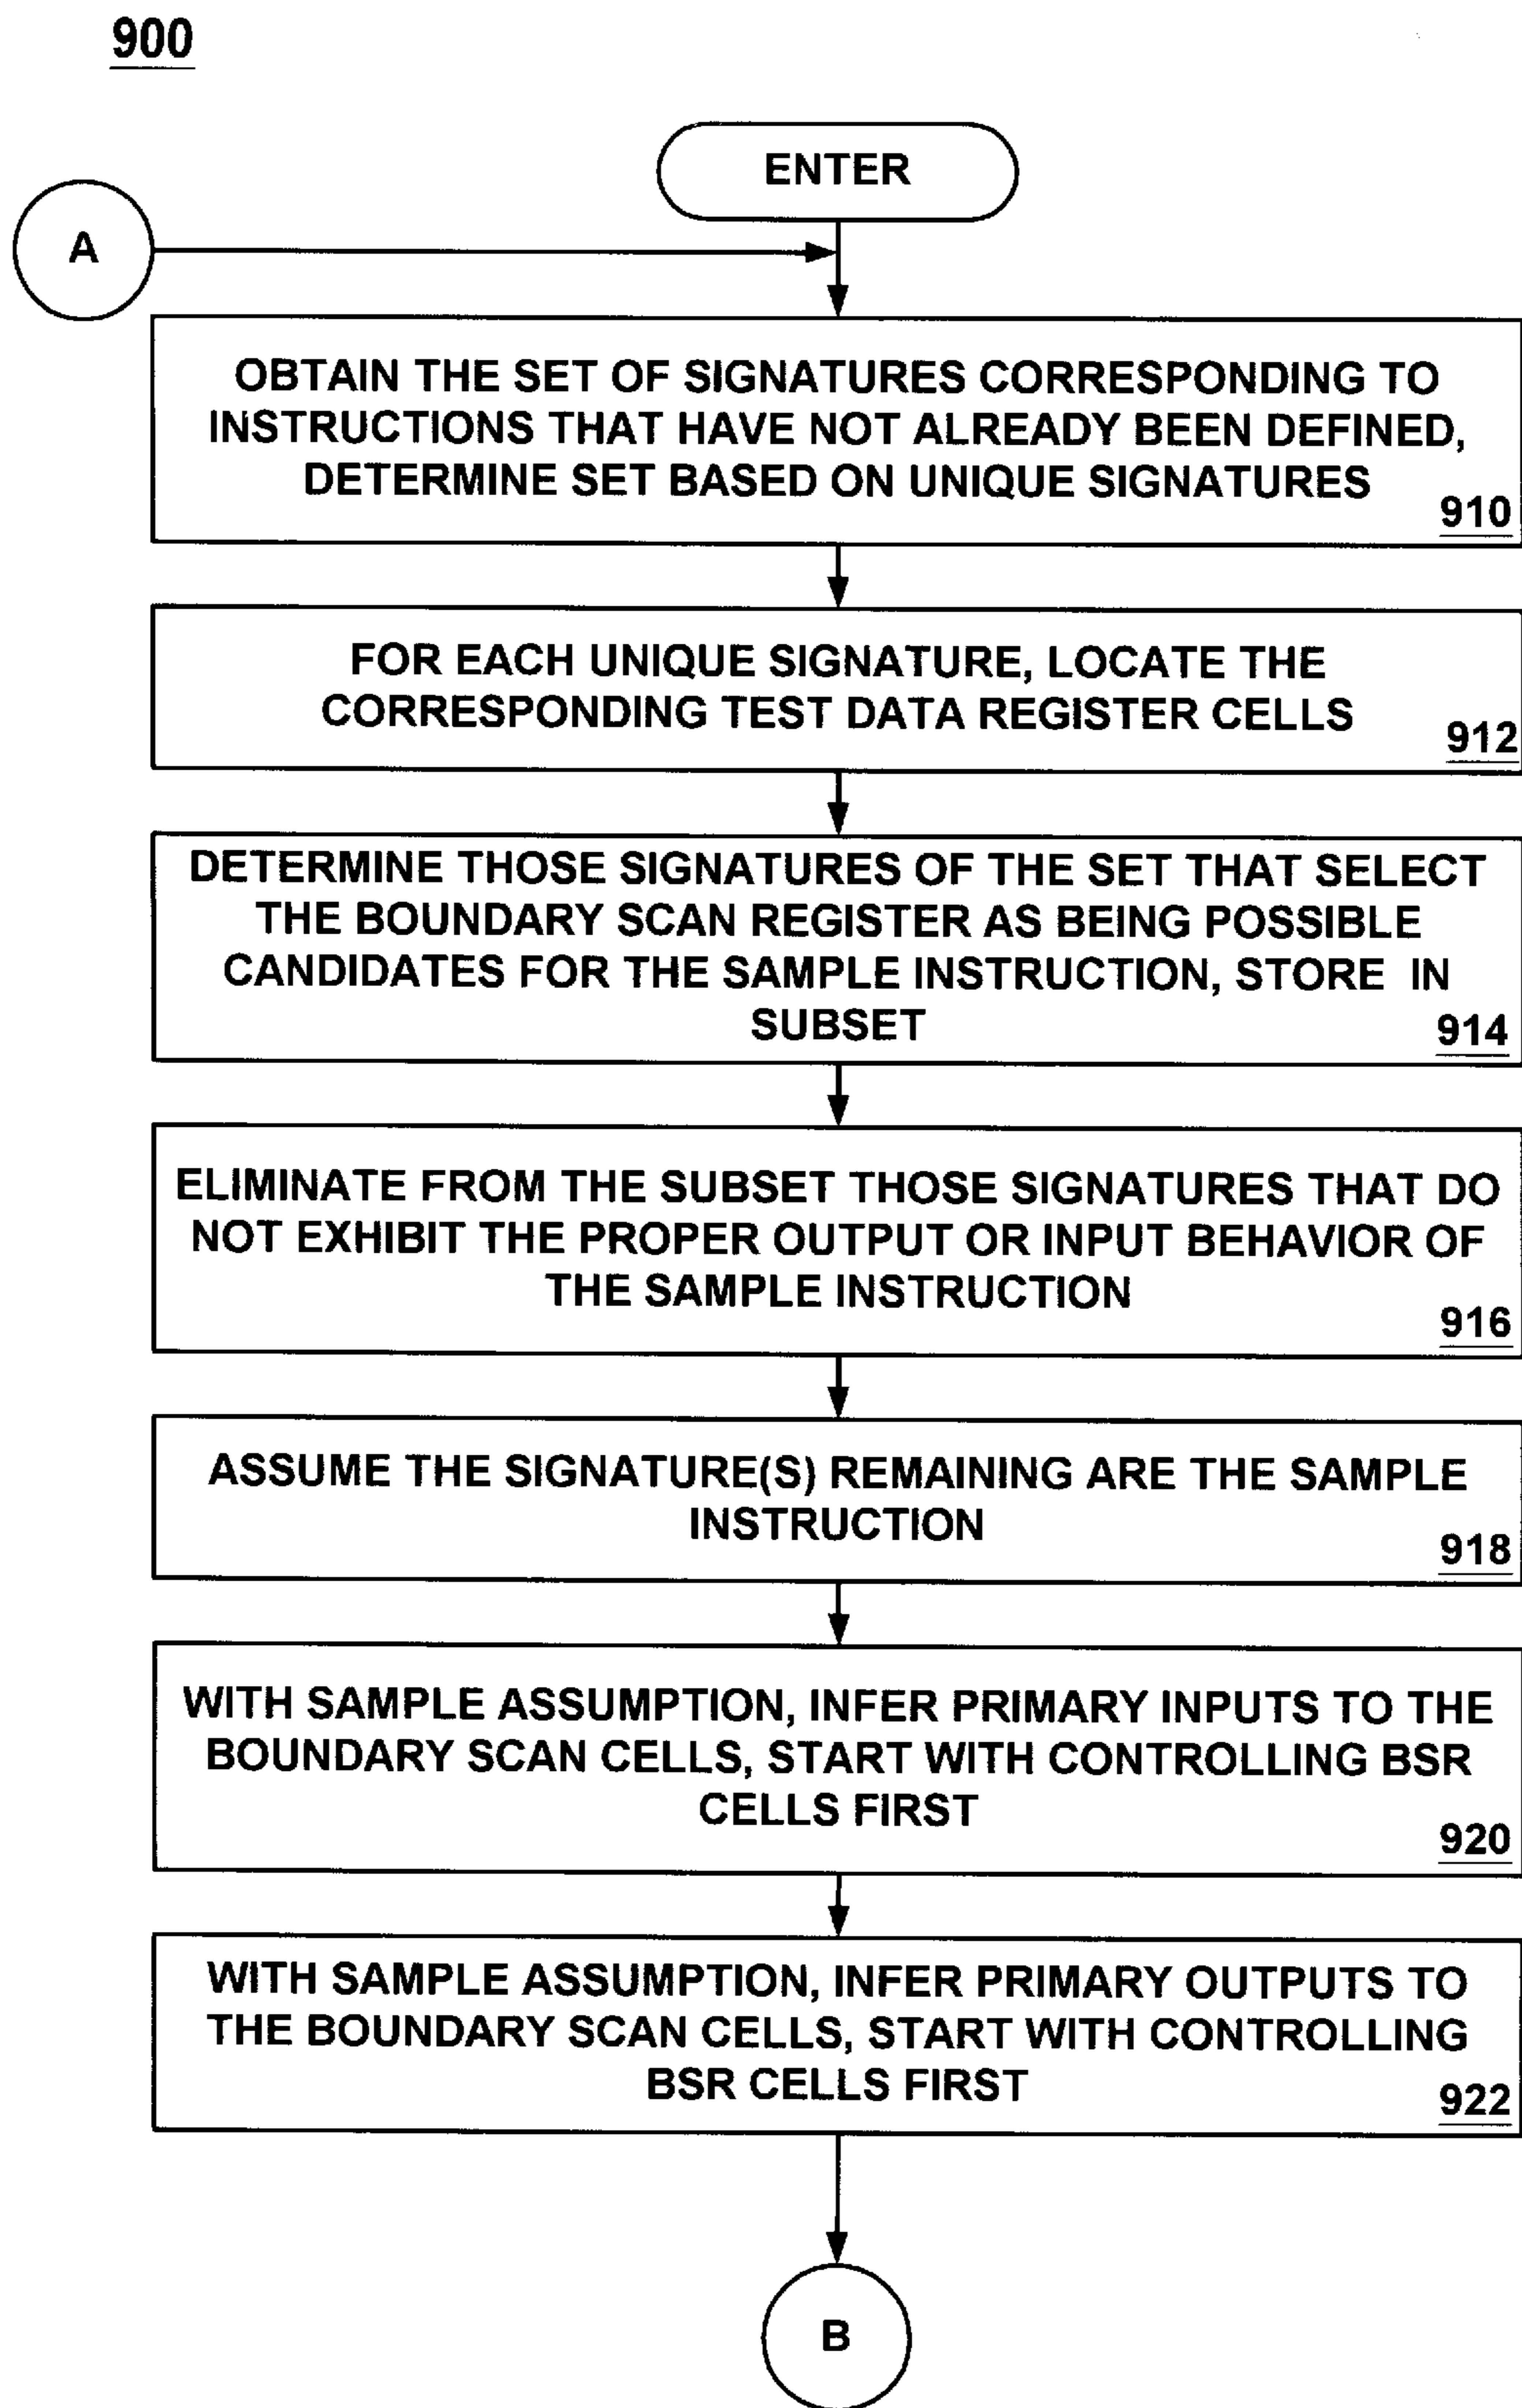 900
ENTER
A
OBTAIN THE SET OF SIGNATURES CORRESPONDING TO
INSTRUCTIONS THAT HAVE NOT ALREADY BEEN DEFINED,
DETERMINE SET BASED ON UNIQUE SIGNATURES
910
FOR EACH UNIQUE SIGNATURE, LOCATE THE
CORRESPONDING TEST DATA REGISTER CELLS
912
DETERMINE THOSE SIGNATURES OF THE SET THAT SELECT
THE BOUNDARY SCAN REGISTER AS BEING POSSIBLE
CANDIDATES FOR THE SAMPLE INSTRUCTION, STORE IN
SUBSET
914
ELIMINATE FROM THE SUBSET THOSE SIGNATURES THAT DO
NOT EXHIBIT THE PROPER OUTPUT OR INPUT BEHAVIOR OF
THE SAMPLE INSTRUCTION
916
ASSUME THE SIGNATURE(S) REMAINING ARE THE SAMPLE
INSTRUCTION
918
WITH SAMPLE ASSUMPTION, INFER PRIMARY INPUTS TO THE
BOUNDARY SCAN CELLS, START WITH CONTROLLING BSR
CELLS FIRST
920
WITH SAMPLE ASSUMPTION, INFER PRIMARY OUTPUTS TO
THE BOUNDARY SCAN CELLS, START WITH CONTROLLING
BSR CELLS FIRST
922
B